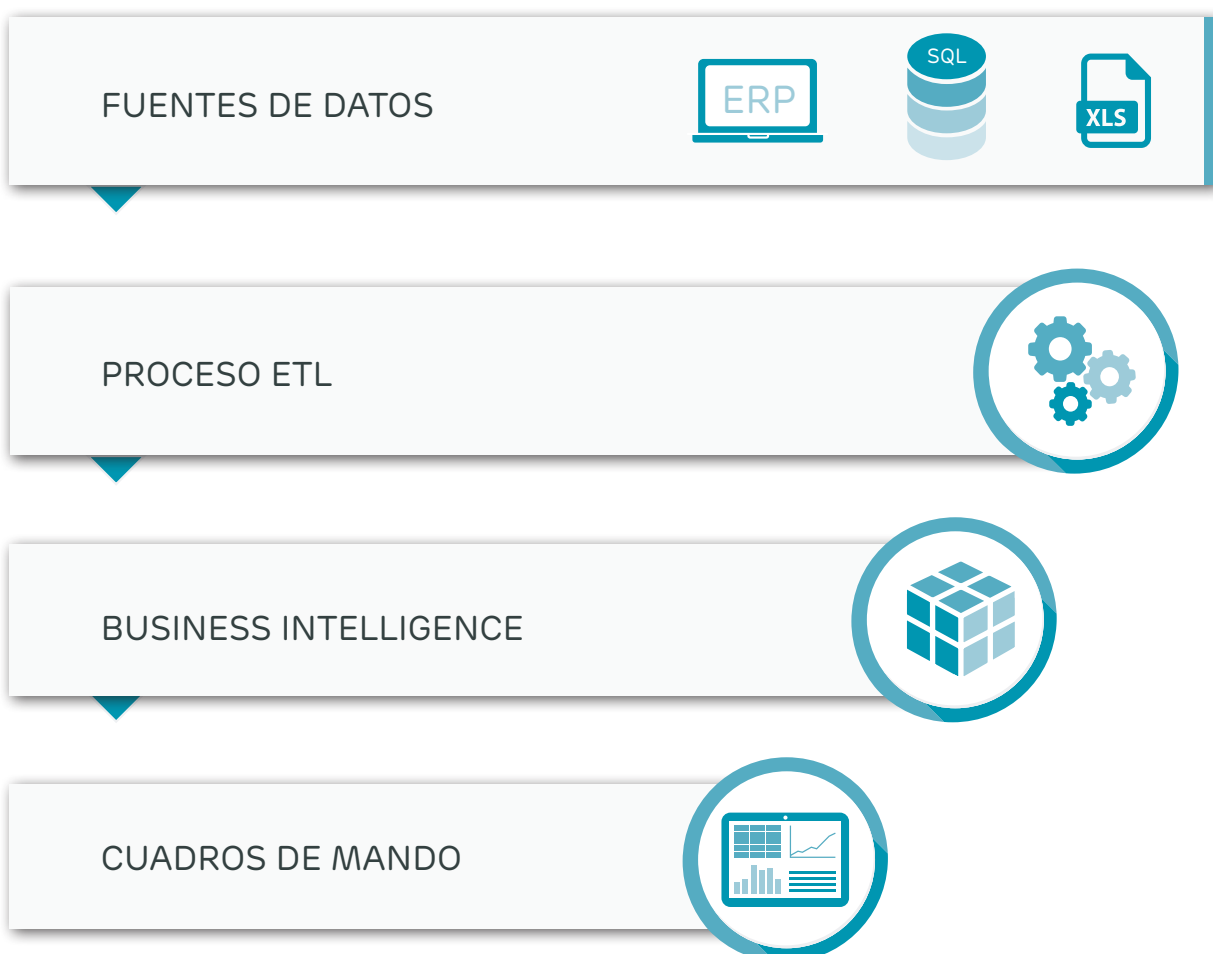 FUENTES DE DATOS
ERP
SQL
XLS
PROCESO ETL
BUSINESS INTELLIGENCE
CUADROS DE MANDO